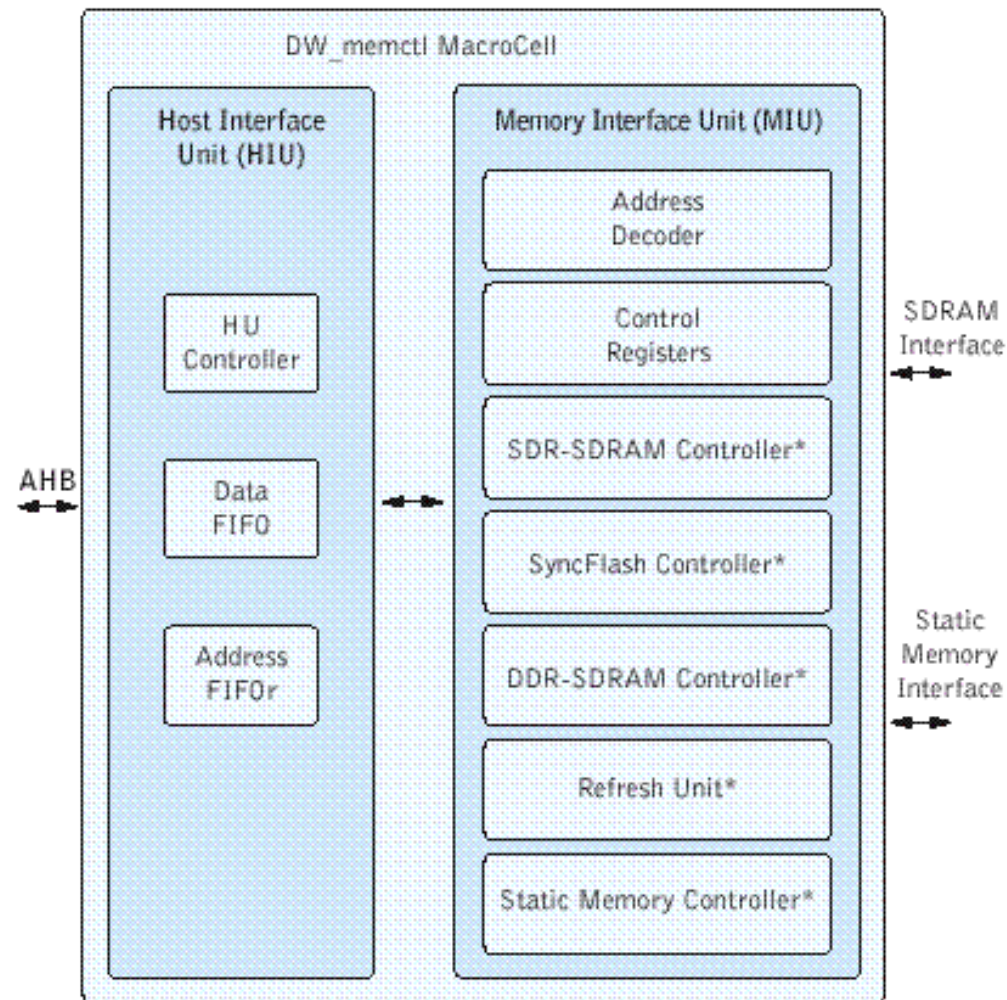 DW_memctl MacroCell
Host Interface
Unit (HIU)
HU
Controller
Data
FIFO
Address
FIFOr
AHB
Memory Interface Unit (MIU)
Address
Decoder
Control
Registers
SDR-SDRAM Controller*
SyncFlash Controller*
DDR-SDRAM Controller*
Refresh Unit*
Static Memory Controller*
SDRAM
Interface
Static
Memory
Interface